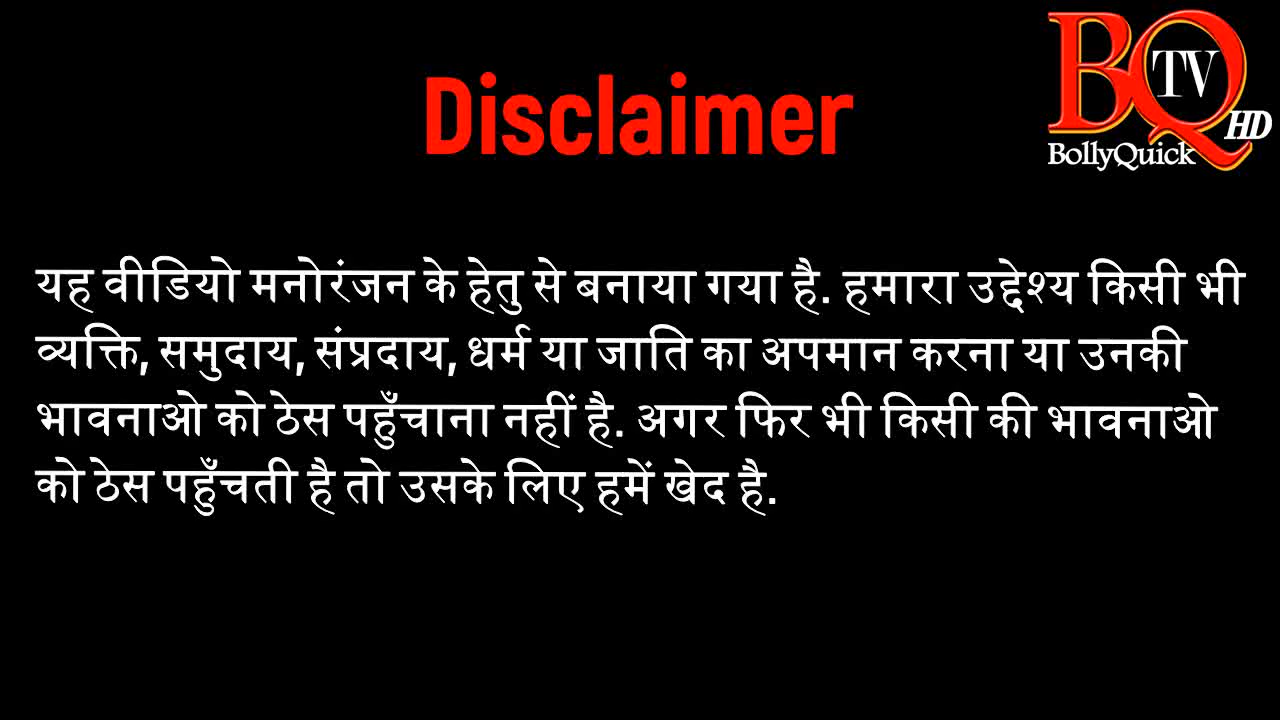 Disclaimer
BQ TV HD
BollyQuick
यह वीडियो मनोरंजन के हेतु से बनाया गया है. हमारा उद्देश्य किसी भी
व्यक्ति, समुदाय, संप्रदाय, धर्म या जाति का अपमान करना या उनकी
भावनाओ को ठेस पहुँचाना नहीं है. अगर फिर भी किसी की भावनाओ
को ठेस पहुँचती है तो उसके लिए हमें खेद है.